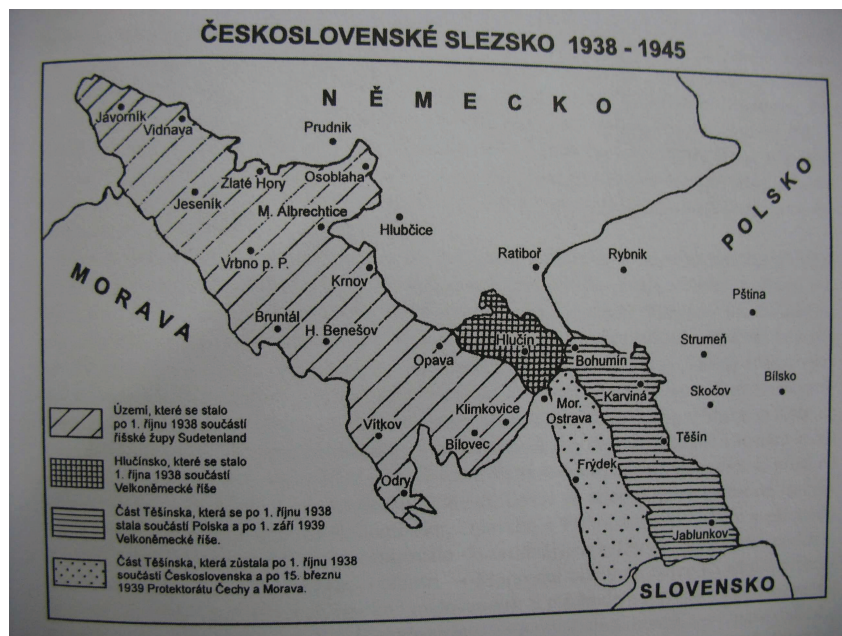 ČESKOSLOVENSKÉ SLEZSKO 1938 - 1945
NĚMECKO
Javorník
Vidnava
Prudnik
Zlaté Hory
Osoblaha
Jeseník
M. Albrechtice
Hlubčice
POLSKO
Vrbno p. P.
Krnov
Ratiboř
Rybnik
MORAVA
Pština
Bruntál
H. Benešov
Opava
Hlučín
Bohumín
Strumeň
Karviná
Skočov
Bílsko
Klimkovice
Mor.
Ostrava
Vítkov
Bílovec
Těšín
Frýdek
Odry
Jablunkov
SLOVENSKO
Území, které se stalo
po 1. říjnu 1938 součástí
říšské župy Sudetenland
Hlučínsko, které se stalo
1. října 1938 součástí
Velkoněmecké říše
Část Těšínska, která se po 1. říjnu 1938
stala součástí Polska a po 1. září 1939
Velkoněmecké říše.
Část Těšínska, která zůstala po 1. říjnu 1938
součástí Československa a po 15. březnu
1939 Protektorátu Čechy a Morava.